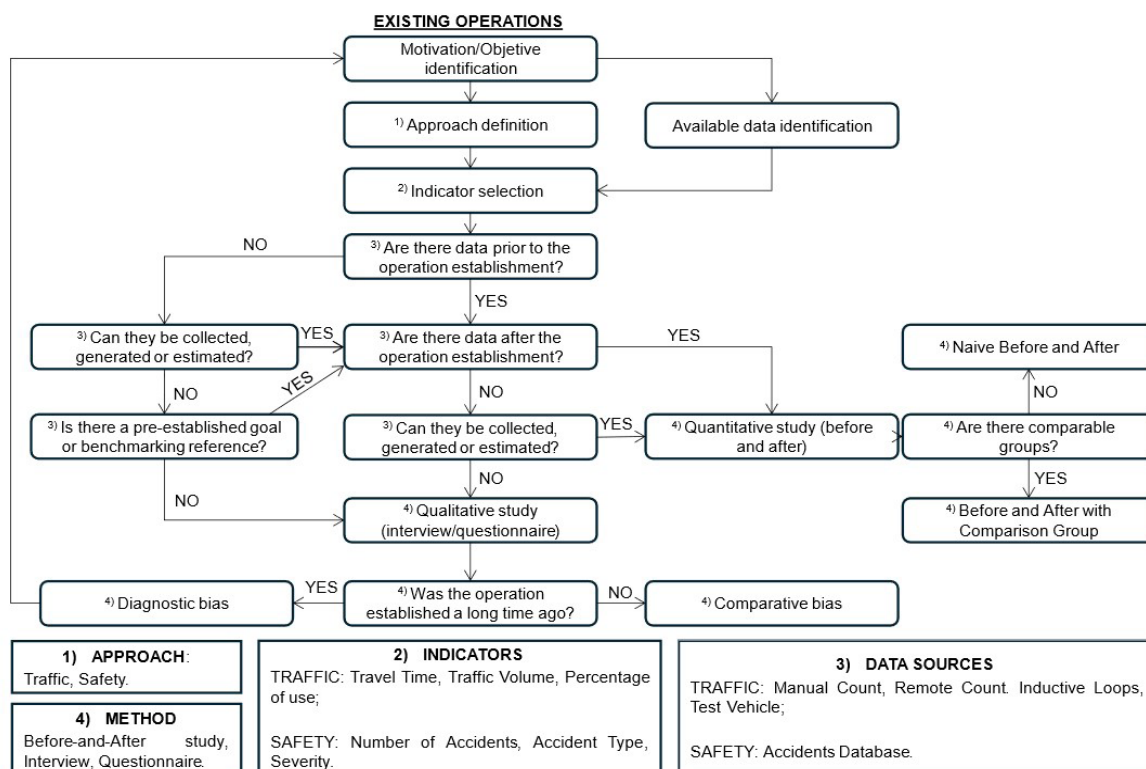 EXISTING OPERATIONS
Motivation/Objetive
identification
1) Approach definition
Available data identification
2) Indicator selection
NO
3) Are there data prior to the
operation establishment?
YES
3) Can they be collected,
generated or estimated?
YES
3) Are there data after the
operation establishment?
YES
4) Naive Before and After
NO
YES
NO
NO
3) Is there a pre-established goal
or benchmarking reference?
3) Can they be collected,
generated or estimated?
YES
4) Quantitative study (before
and after)
4) Are there comparable
groups?
NO
NO
YES
4) Qualitative study
(interview/questionnaire)
4) Before and After with
Comparison Group
4) Diagnostic bias
YES
4) Was the operation
established a long time ago?
NO
4) Comparative bias
1) APPROACH:
Traffic, Safety.
4) METHOD
Before-and-After study,
Interview, Questionnaire.
2) INDICATORS
TRAFFIC: Travel Time, Traffic Volume, Percentage
of use;
SAFETY: Number of Accidents, Accident Type,
Severity.
3) DATA SOURCES
TRAFFIC: Manual Count, Remote Count. Inductive Loops,
Test Vehicle;
SAFETY: Accidents Database.